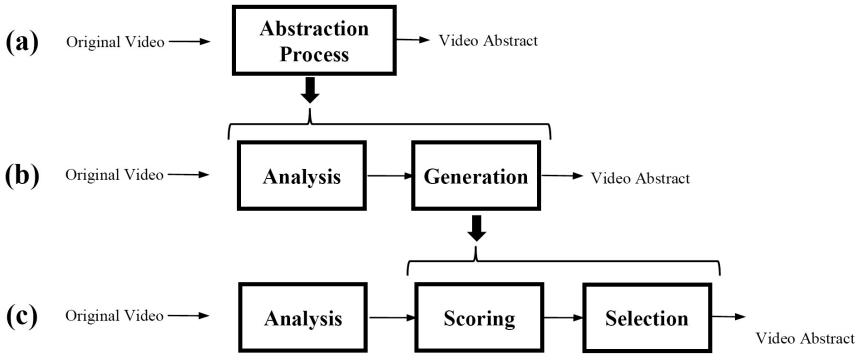 (a)
Original Video
Abstraction
Process
Video Abstract
(b)
Original Video
Analysis
Generation
Video Abstract
(c)
Original Video
Analysis
Scoring
Selection
Video Abstract